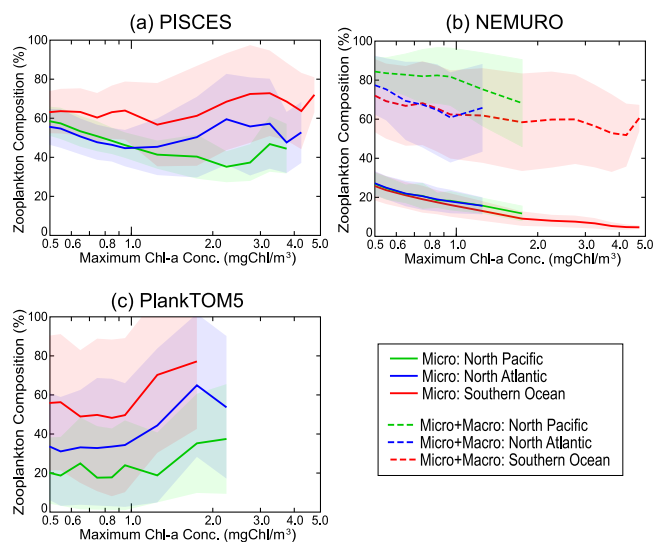 (a) PISCES
(b) NEMURO
Zooplankton Composition (%)
100
80
60
40
20
0
0.5 0.6 0.8 1.0 2.0 3.0 4.0 5.0
Maximum Chl-a Conc. (mgChl/m³)
Zooplankton Composition (%)
100
80
60
40
20
0
0.5 0.6 0.8 1.0 2.0 3.0 4.0 5.0
Maximum Chl-a Conc. (mgChl/m³)
(c) PlankTOM5
Zooplankton Composition (%)
100
80
60
40
20
0
0.5 0.6 0.8 1.0 2.0 3.0 4.0 5.0
Maximum Chl-a Conc. (mgChl/m³)
Micro: North Pacific
Micro: North Atlantic
Micro: Southern Ocean
Micro+Macro: North Pacific
Micro+Macro: North Atlantic
Micro+Macro: Southern Ocean